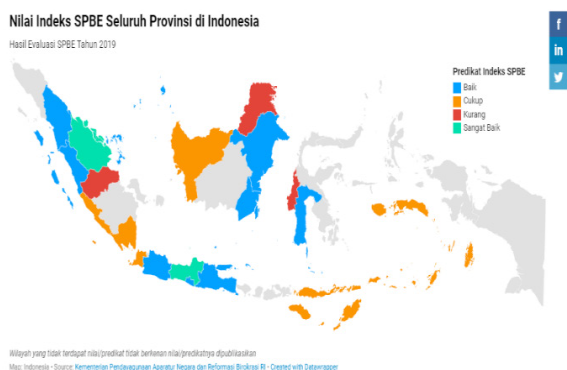 Nilai Indeks SPBE Seluruh Provinsi di Indonesia
Hasil Evaluasi SPBE Tahun 2019
f
in
Predikat Indeks SPBE
Baik
Cukup
Kurang
Sangat Baik
Wilayah yang tidak terdapat nilai/predikat tidak berkenan nilai/predikatnya dipublikasikan
Map: Indonesia • Source: Kementerian Pendayagunaan Aparatur Negara dan Reformasi Birokrasi RI • Created with Datawrapper